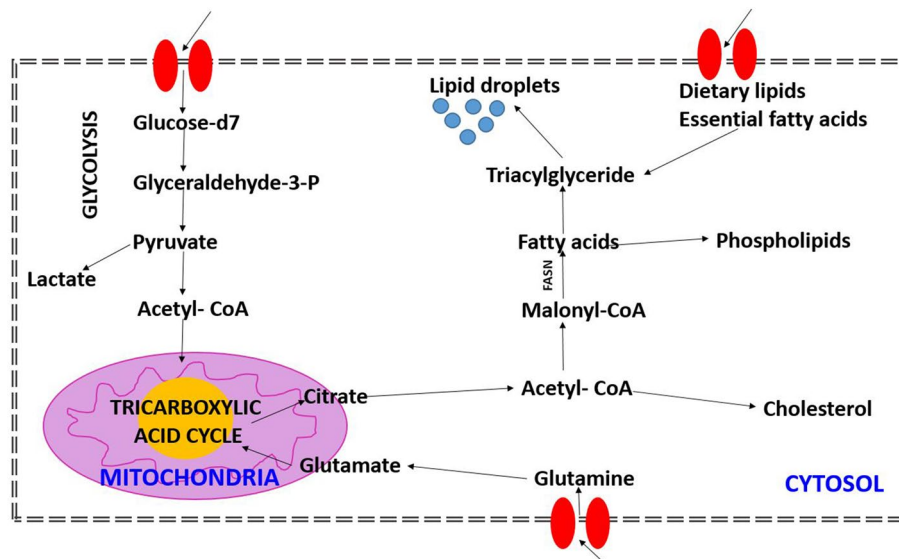 Glucose-d7
GLYCOLYSIS
Glyceraldehyde-3-P
Pyruvate
Lactate
Acetyl- CoA
TRICARBOXYLIC
ACID CYCLE
MITOCHONDRIA
Citrate
Glutamate
Glutamine
Lipid droplets
Triacylglyceride
Fatty acids
FASN
Malonyl-CoA
Acetyl- CoA
Dietary lipids
Essential fatty acids
Phospholipids
Cholesterol
CYTOSOL